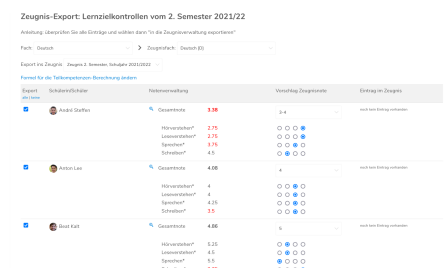 Zeugnis-Export: Lernzielkontrollen vom 2. Semester 2021/22
Anleitung: überprüfen Sie alle Einträge und wählen dann "in die Zeugnisverwaltung exportieren"
Fach: Deutsch > Zeugnisfach: Deutsch (D)
Export ins Zeugnis Zeugnis 2. Semester, Schuljahr 2021/2022
Formel für die Teilkompetenzen-Berechnung ändern
Export Schülerin/Schüler Notenverwaltung Vorschlag Zeugnisnote Eintrag im Zeugnis
alle | keine
André Steffen Gesamtnote 3.38 3-4 noch kein Eintrag vorhanden
Hörverstehen* 2.75
Leseverstehen* 2.75
Sprechen* 3.75
Schreiben* 4.5
Anton Lee Gesamtnote 4.08 4 noch kein Eintrag vorhanden
Hörverstehen* 4
Leseverstehen* 4
Sprechen* 4.25
Schreiben* 3.5
Beat Kalt Gesamtnote 4.86 5 noch kein Eintrag vorhanden
Hörverstehen* 5.25
Leseverstehen* 4.5
Sprechen* 5.5